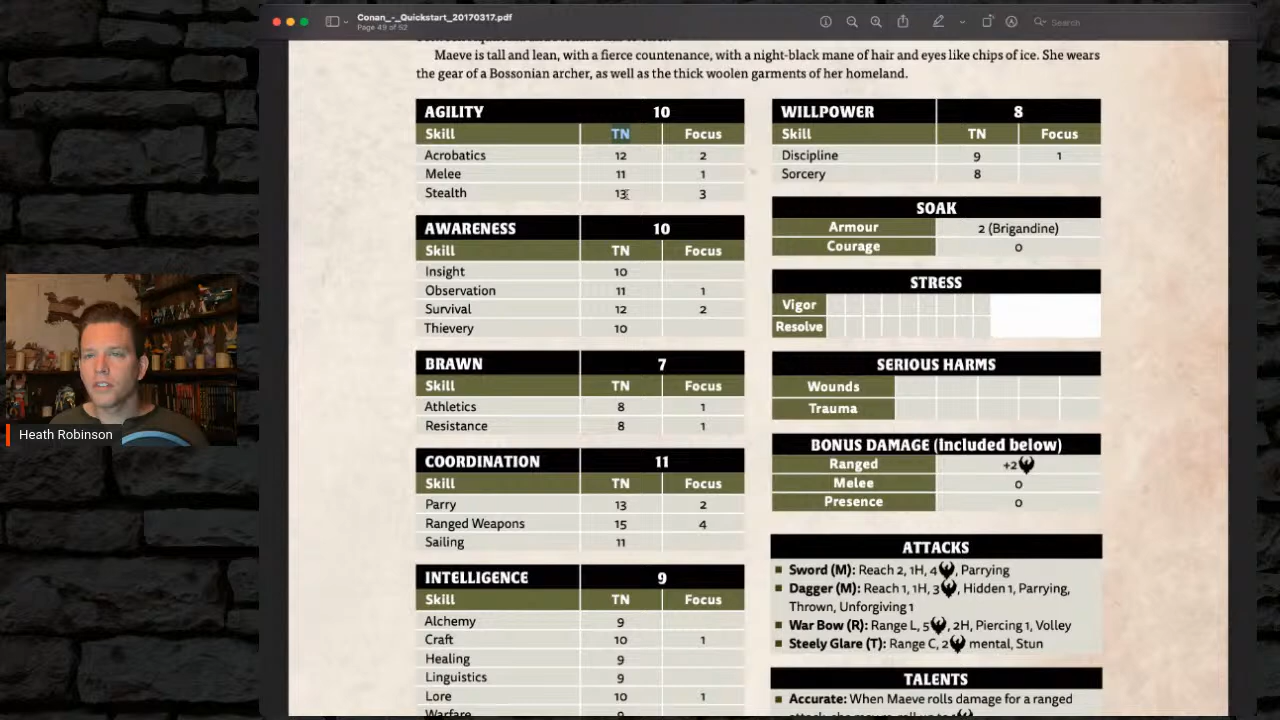 Conan_-_Quickstart_20170317.pdf
Page 49 of 52
Search
Maeve is tall and lean, with a fierce countenance, with a night-black mane of hair and eyes like chips of ice. She wears
the gear of a Bossonian archer, as well as the thick woolen garments of her homeland.
AGILITY 10
Skill TN Focus
Acrobatics 12 2
Melee 11 1
Stealth 13 3
AWARENESS 10
Skill TN Focus
Insight 10
Observation 11 1
Survival 12 2
Thievery 10
BRAWN 7
Skill TN Focus
Athletics 8 1
Resistance 8 1
COORDINATION 11
Skill TN Focus
Parry 13 2
Ranged Weapons 15 4
Sailing 11
INTELLIGENCE 9
Skill TN Focus
Alchemy 9
Craft 10 1
Healing 9
Linguistics 9
Lore 10 1
Warfare 9
WILLPOWER 8
Skill TN Focus
Discipline 9 1
Sorcery 8
SOAK
Armour 2 (Brigandine)
Courage 0
STRESS
Vigor
Resolve
SERIOUS HARMS
Wounds
Trauma
BONUS DAMAGE (Included below)
Ranged +2
Melee 0
Presence 0
ATTACKS
Sword (M): Reach 2, 1H, 4, Parrying
Dagger (M): Reach 1, 1H, 3, Hidden 1, Parrying,
Thrown, Unforgiving 1
War Bow (R): Range L, 5, 2H, Piercing 1, Volley
Steely Glare (T): Range C, 2 mental, Stun
TALENTS
Accurate: When Maeve rolls damage for a ranged
Heath Robinson